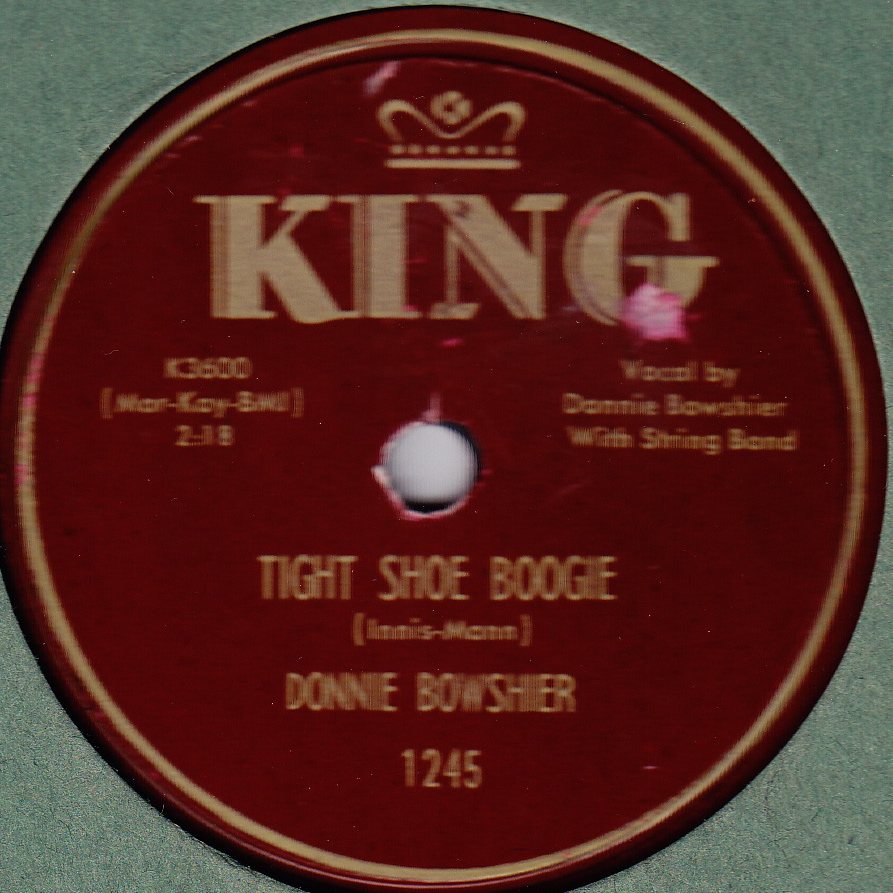 KING
K3600
(Mar-Kay-BMI)
2:18
Vocal by
Donnie Bowshier
With String Band
TIGHT SHOE BOOGIE
(Innis-Mann)
DONNIE BOWSHIER
1245